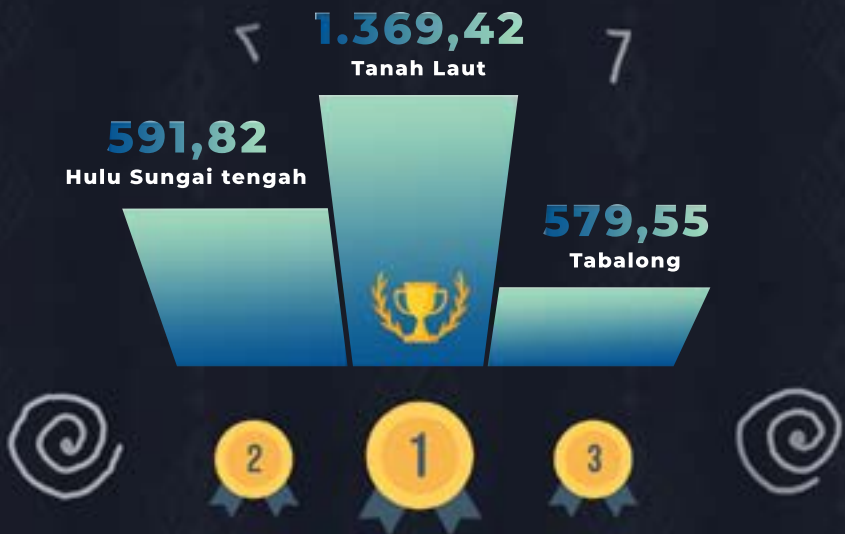 1.369,42
Tanah Laut
591,82
Hulu Sungai tengah
579,55
Tabalong
2
1
3